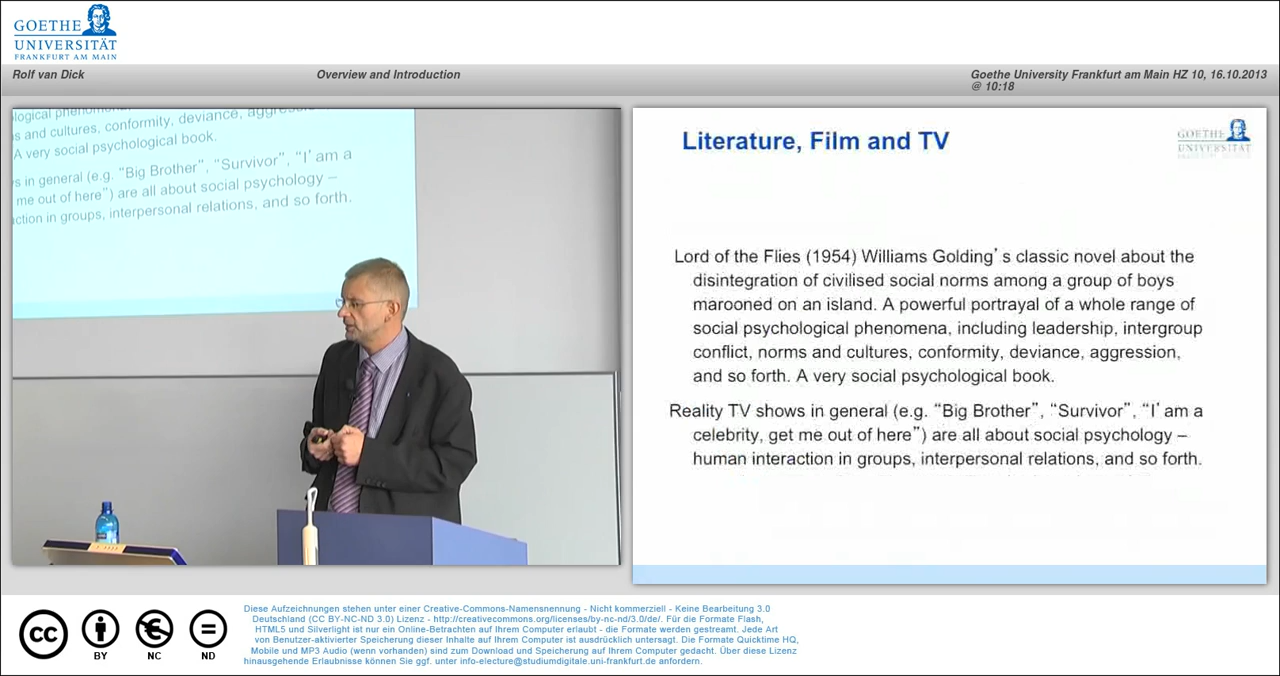 GOETHE
UNIVERSITÄT
FRANKFURT AM MAIN
Rolf van Dick
Overview and Introduction
Goethe University Frankfurt am Main HZ 10, 16.10.2013
@ 10:18
ological phenomena
s and cultures, conformity, deviance, aggres
A very social psychological book.
s in general (e.g. “Big Brother”, “Survivor”, “I’ am a
me out of here”) are all about social psychology –
ction in groups, interpersonal relations, and so forth.
Literature, Film and TV
GOETHE
UNIVERSITÄT
Lord of the Flies (1954) Williams Golding’ s classic novel about the
disintegration of civilised social norms among a group of boys
marooned on an island. A powerful portrayal of a whole range of
social psychological phenomena, including leadership, intergroup
conflict, norms and cultures, conformity, deviance, aggression,
and so forth. A very social psychological book.
Reality TV shows in general (e.g. “Big Brother”, “Survivor”, “I’ am a
celebrity, get me out of here”) are all about social psychology –
human interaction in groups, interpersonal relations, and so forth.
cc
BY
NC
ND
Diese Aufzeichnungen stehen unter einer Creative-Commons-Namensnennung - Nicht kommerziell - Keine Bearbeitung 3.0
Deutschland (CC BY-NC-ND 3.0) Lizenz - http://creativecommons.org/licenses/by-nc-nd/3.0/de/. Für die Formate Flash,
HTML5 und Silverlight ist nur ein Online-Betrachten auf Ihrem Computer erlaubt - die Formate werden gestreamt. Jede Art
von Benutzer-aktivierter Speicherung dieser Inhalte auf Ihrem Computer ist ausdrücklich untersagt. Die Formate Quicktime HQ,
Mobile und MP3 Audio (wenn vorhanden) sind zum Download und Speicherung auf Ihrem Computer gedacht. Über diese Lizenz
hinausgehende Erlaubnisse können Sie ggf. unter info-electure@studiumdigitale.uni-frankfurt.de anfordern.